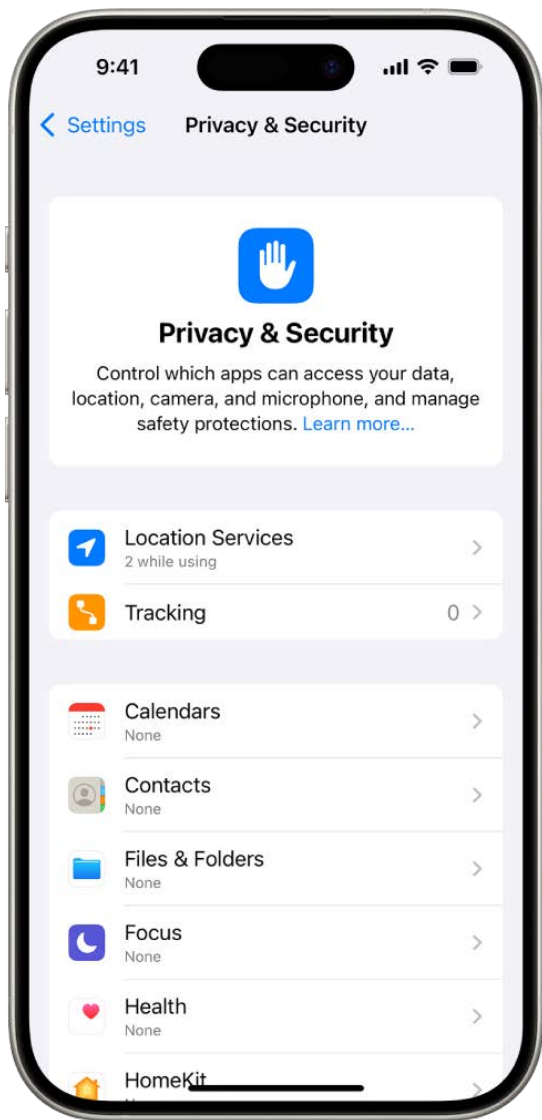 9:41
Settings
Privacy & Security
Privacy & Security
Control which apps can access your data,
location, camera, and microphone, and manage
safety protections. Learn more...
Location Services
2 while using
Tracking
0
Calendars
None
Contacts
None
Files & Folders
None
Focus
None
Health
None
HomeKit